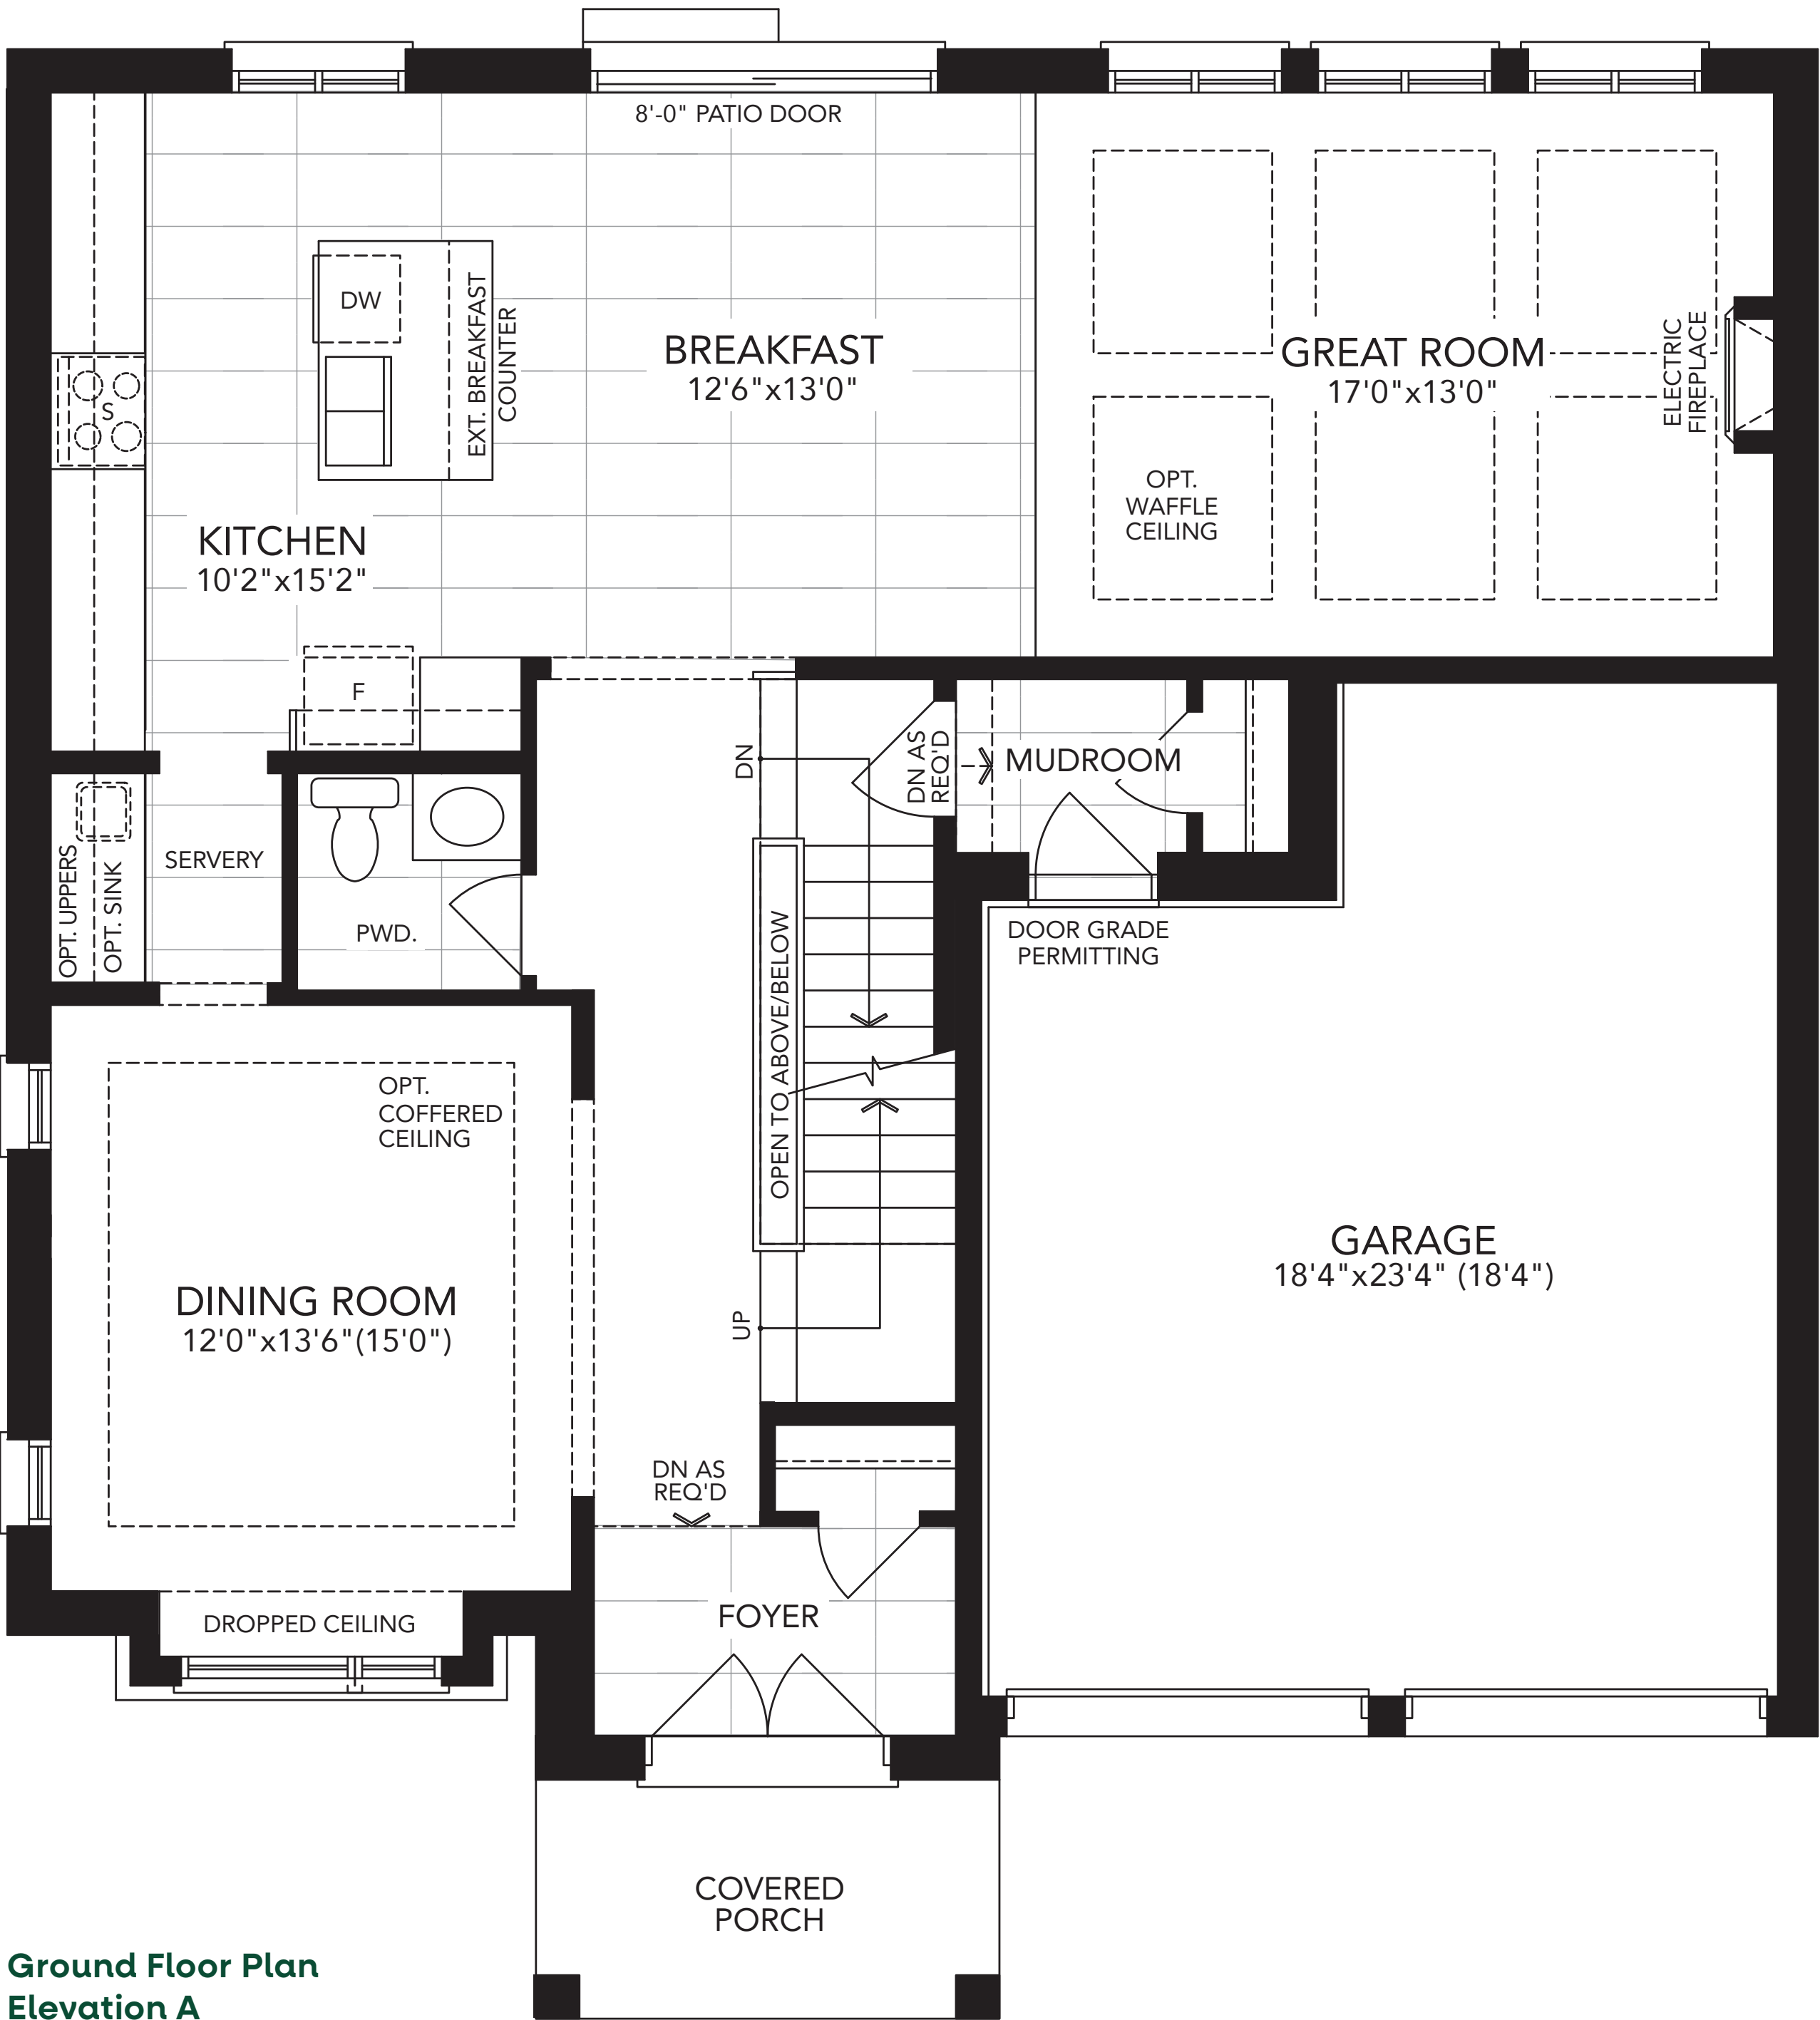 8'-0" PATIO DOOR
DW
EXT. BREAKFAST
COUNTER
BREAKFAST
12'6"x13'0"
GREAT ROOM
17'0"x13'0"
ELECTRIC
FIREPLACE
S
OPT.
WAFFLE
CEILING
KITCHEN
10'2"x15'2"
F
DN
DN AS
REQ'D
MUDROOM
OPT. UPPERS
OPT. SINK
SERVERY
PWD.
DOOR GRADE
PERMITTING
OPEN TO ABOVE/BELOW
OPT.
COFFERED
CEILING
GARAGE
18'4"x23'4" (18'4")
DINING ROOM
12'0"x13'6"(15'0")
UP
DN AS
REQ'D
FOYER
DROPPED CEILING
COVERED
PORCH
Ground Floor Plan
Elevation A